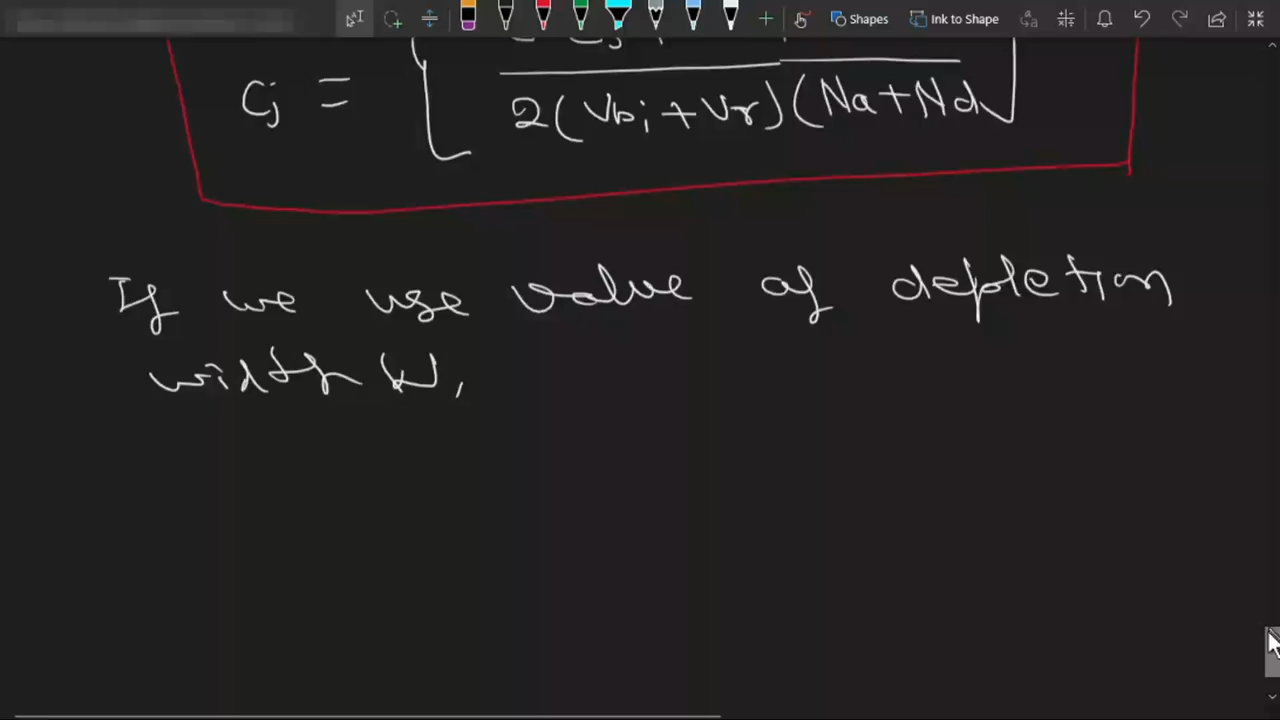 Shapes Ink to Shape
Cj =
2(Vbi+Vr)(Na+Nd
If we use value of depletion
width W,